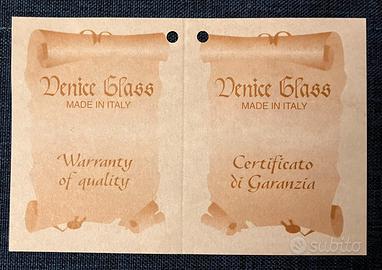 Venice Glass
MADE IN ITALY
Warranty
of quality
Venice Glass
MADE IN ITALY
Certificato
di Garanzia
subito